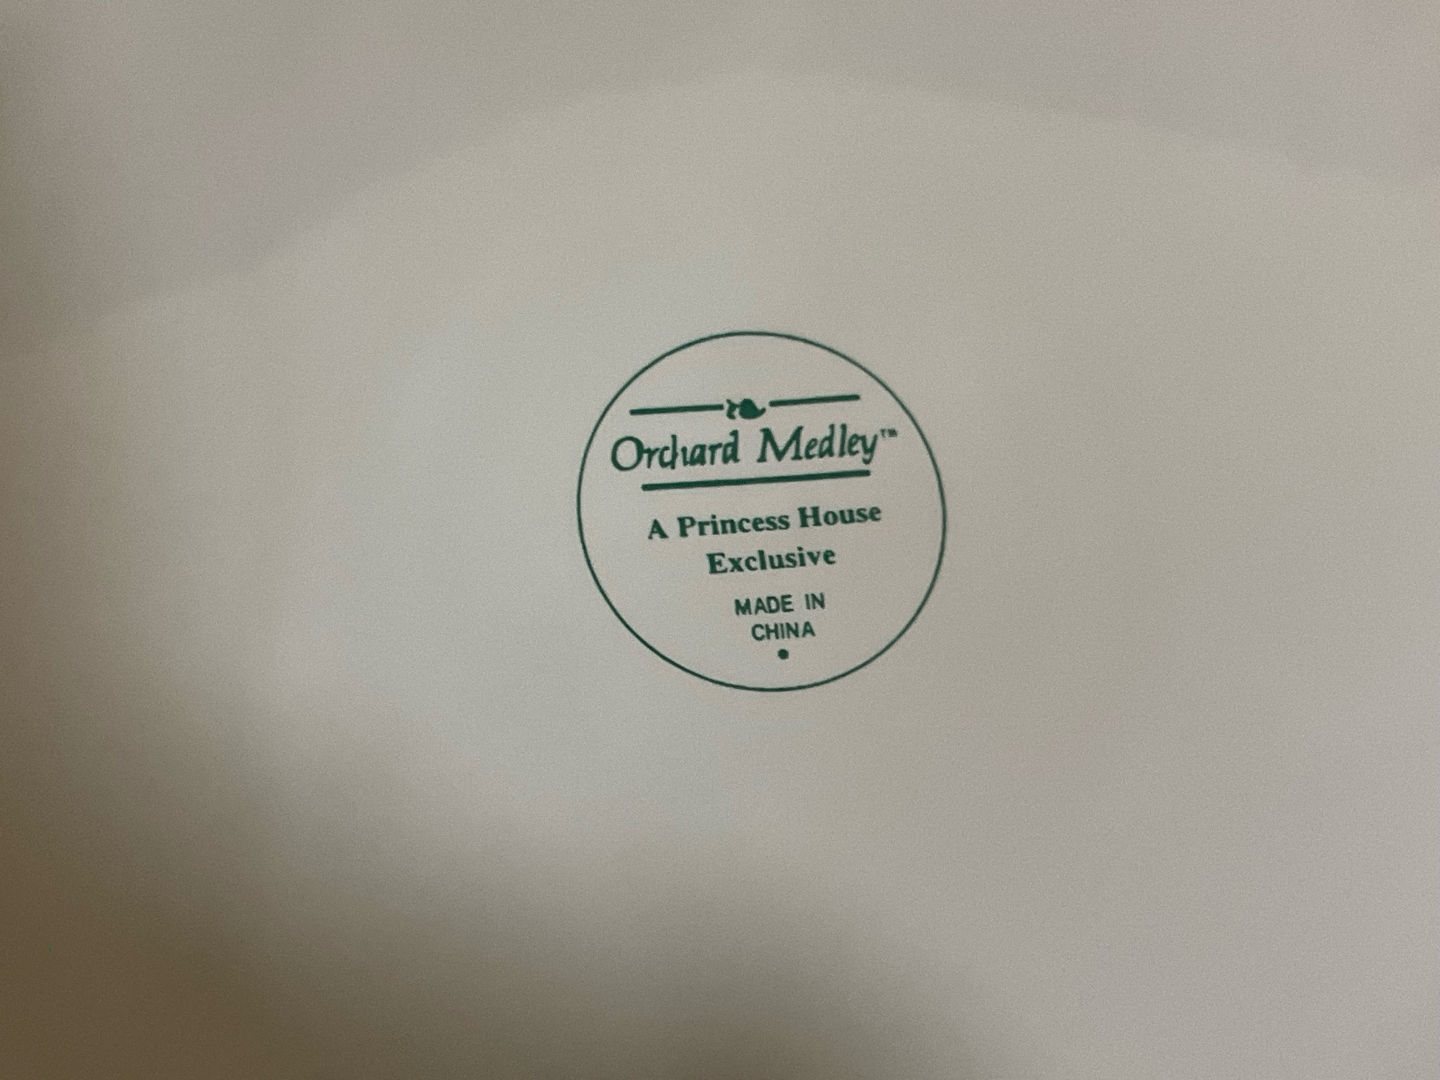 Orchard Medley™
A Princess House
Exclusive
MADE IN
CHINA